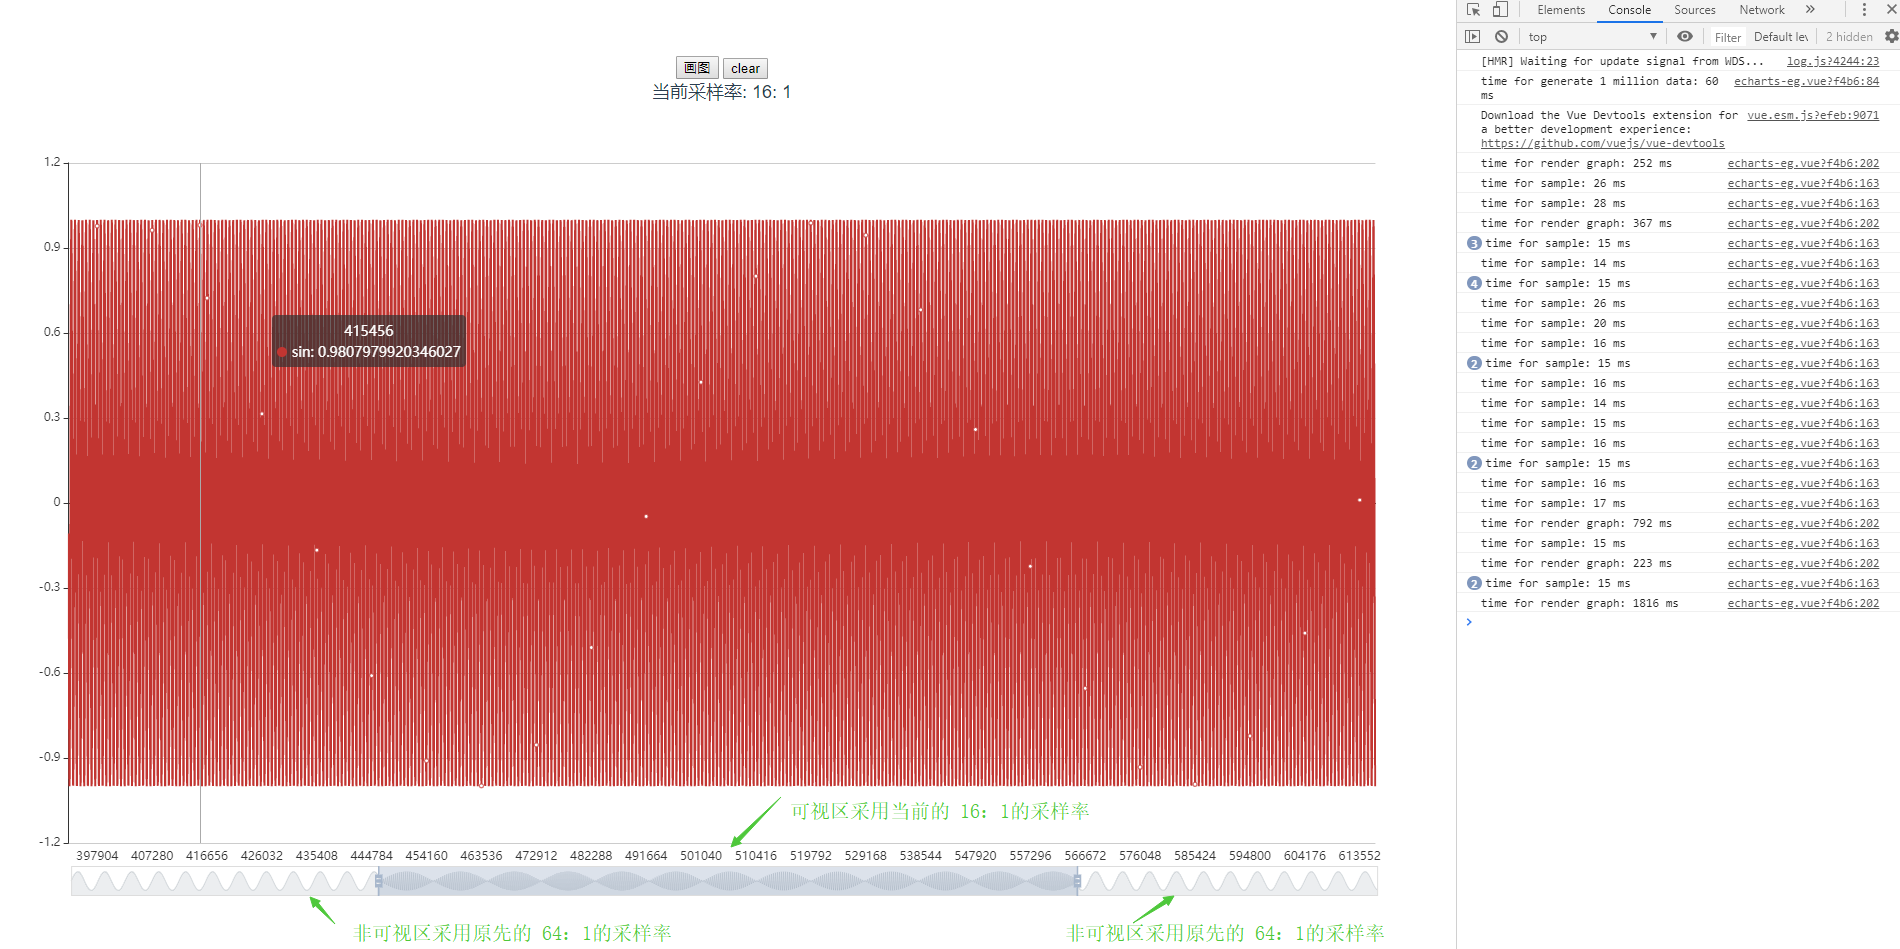 画图 clear
当前采样率: 16: 1
1.2
0.9
0.6
0.3
0
-0.3
-0.6
-0.9
-1.2
415456
sin: 0.9807979920346027
可视区采用当前的 16: 1的采样率
397904 407280 416656 426032 435408 444784 454160 463536 472912 482288 491664 501040 510416 519792 529168 538544 547920 557296 566672 576048 585424 594800 604176 613552
非可视区采用原先的 64: 1的采样率
非可视区采用原先的 64: 1的采样率
Elements Console Sources Network »
top Filter Default lev 2 hidden
[HMR] Waiting for update signal from WDS... log.js?4244:23
time for generate 1 million data: 60 echarts-eg.vue?f4b6:84
ms
Download the Vue Devtools extension for vue.esm.js?efeb:9071
a better development experience:
https://github.com/vuejs/vue-devtools
time for render graph: 252 ms echarts-eg.vue?f4b6:202
time for sample: 26 ms echarts-eg.vue?f4b6:163
time for sample: 28 ms echarts-eg.vue?f4b6:163
time for render graph: 367 ms echarts-eg.vue?f4b6:202
3 time for sample: 15 ms echarts-eg.vue?f4b6:163
time for sample: 14 ms echarts-eg.vue?f4b6:163
4 time for sample: 15 ms echarts-eg.vue?f4b6:163
time for sample: 26 ms echarts-eg.vue?f4b6:163
time for sample: 20 ms echarts-eg.vue?f4b6:163
time for sample: 16 ms echarts-eg.vue?f4b6:163
2 time for sample: 15 ms echarts-eg.vue?f4b6:163
time for sample: 16 ms echarts-eg.vue?f4b6:163
time for sample: 14 ms echarts-eg.vue?f4b6:163
time for sample: 15 ms echarts-eg.vue?f4b6:163
time for sample: 16 ms echarts-eg.vue?f4b6:163
2 time for sample: 15 ms echarts-eg.vue?f4b6:163
time for sample: 16 ms echarts-eg.vue?f4b6:163
time for sample: 17 ms echarts-eg.vue?f4b6:163
time for render graph: 792 ms echarts-eg.vue?f4b6:202
time for sample: 15 ms echarts-eg.vue?f4b6:163
time for render graph: 223 ms echarts-eg.vue?f4b6:202
2 time for sample: 15 ms echarts-eg.vue?f4b6:163
time for render graph: 1816 ms echarts-eg.vue?f4b6:202